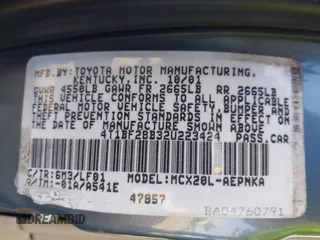 MFD.BY:TOYOTA MOTOR MANUFACTURING,
KENTUCKY,INC. 10/01
GVWR 4550LB GAWR FR 2665LB RR 2665LB
THIS VEHICLE CONFORMS TO ALL APPLICABLE
FEDERAL MOTOR VEHICLE SAFETY,BUMPER AND
THEFT PREVENTION STANDARDS IN EFFECT ON
THE DATE OF MANUFACTURE SHOWN ABOVE.
4T1BF28B32U223424 PASS.CAR
C/TR:6M3/LF01 MODEL:MCX20L-AEPNKA
A/TM:-01A/A541E
47857 BA04760791